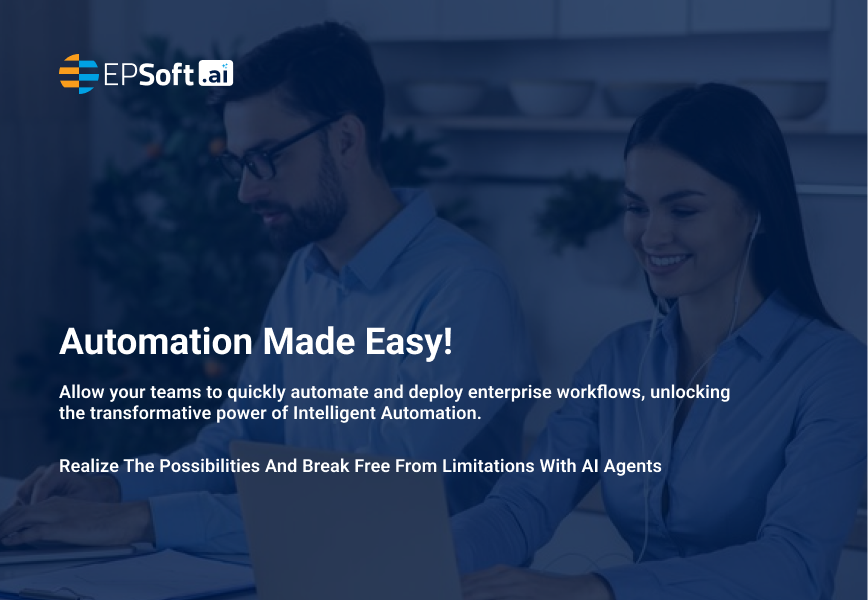 EPSoft .ai
Automation Made Easy!
Allow your teams to quickly automate and deploy enterprise workflows, unlocking
the transformative power of Intelligent Automation.
Realize The Possibilities And Break Free From Limitations With AI Agents